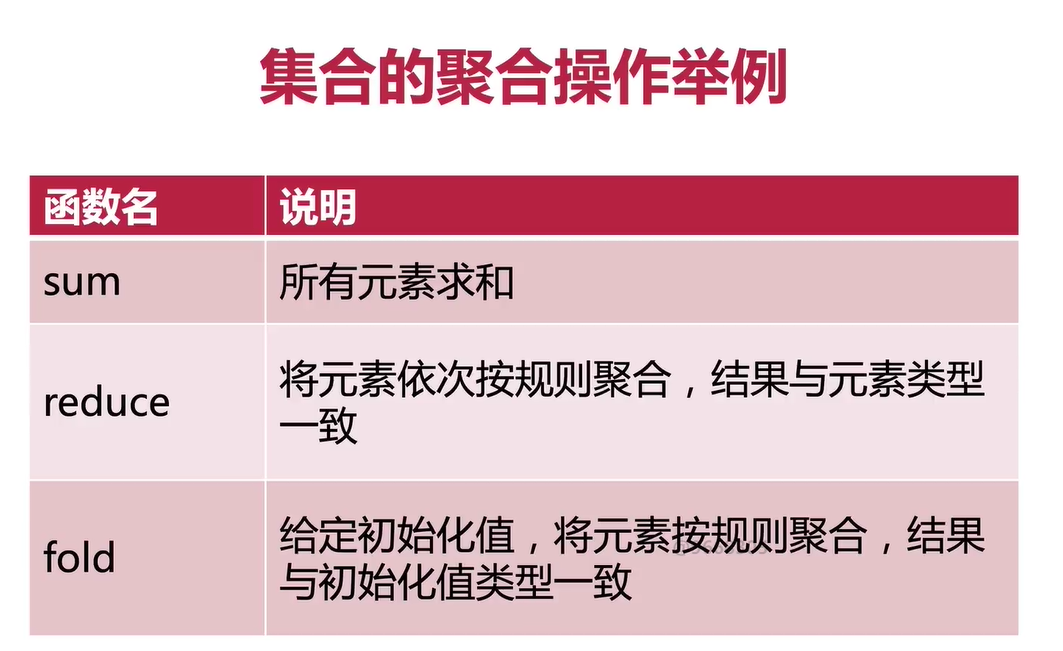 集合的聚合操作举例
函数名
说明
sum
所有元素求和
reduce
将元素依次按规则聚合，结果与元素类型
一致
fold
给定初始化值，将元素按规则聚合，结果
与初始化值类型一致